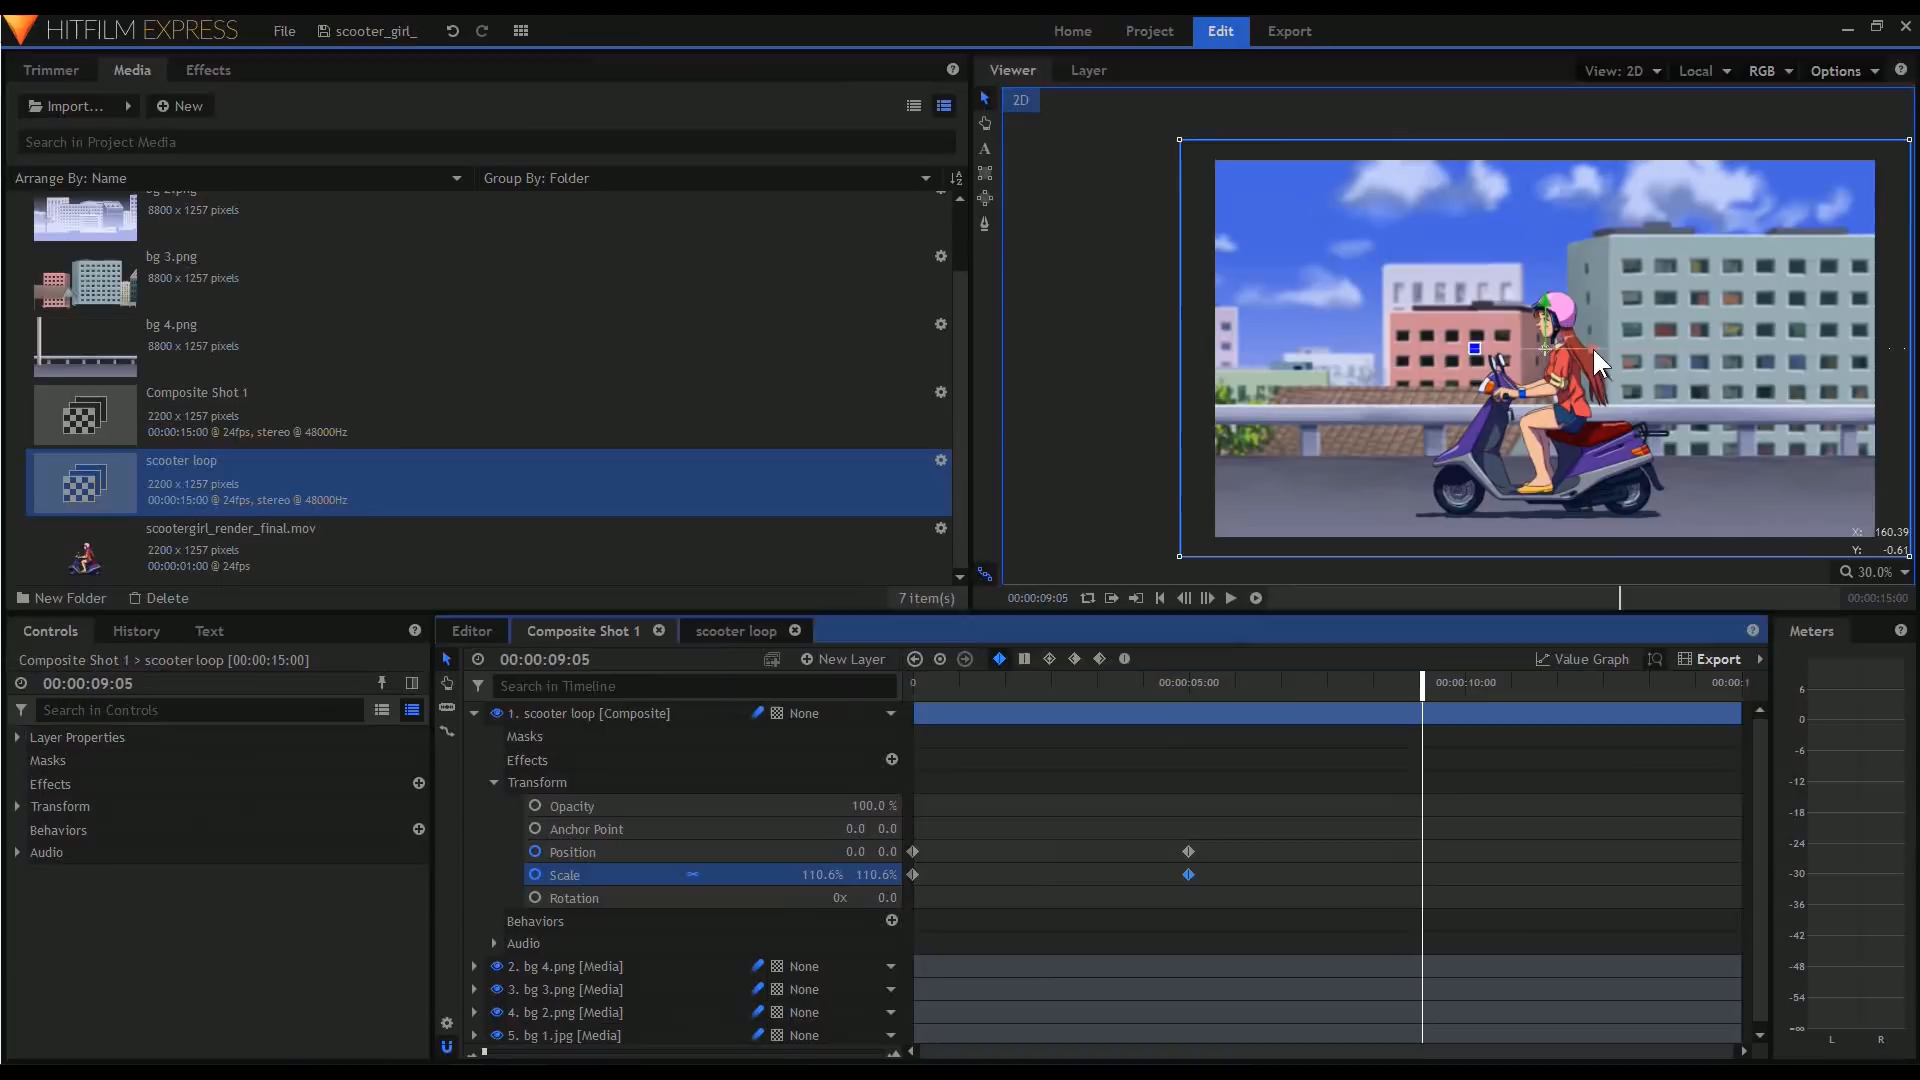 HITFILM EXPRESS
File
scooter_girl_
Home
Project
Edit
Export
Trimmer
Media
Effects
Import...
New
Search in Project Media
Arrange By: Name
Group By: Folder
bg 2.png
8800 x 1257 pixels
bg 3.png
8800 x 1257 pixels
bg 4.png
8800 x 1257 pixels
Composite Shot 1
2200 x 1257 pixels
00:00:15:00 @ 24fps, stereo @ 48000Hz
scooter loop
2200 x 1257 pixels
00:00:15:00 @ 24fps, stereo @ 48000Hz
scootergirl_render_final.mov
2200 x 1257 pixels
00:00:01:00 @ 24fps
New Folder
Delete
7 item(s)
Viewer
Layer
View: 2D
Local
RGB
Options
2D
X: 160.39
Y: -0.61
30.0%
00:00:09:05
00:00:15:00
Controls
History
Text
Composite Shot 1 > scooter loop [00:00:15:00]
00:00:09:05
Search in Controls
Layer Properties
Masks
Effects
Transform
Behaviors
Audio
Editor
Composite Shot 1
scooter loop
00:00:09:05
New Layer
Value Graph
Export
Search in Timeline
0
00:00:05:00
00:00:10:00
00:00:1
1. scooter loop [Composite]
None
Masks
Effects
Transform
Opacity
100.0 %
Anchor Point
0.0 0.0
Position
0.0 0.0
Scale
110.6% 110.6%
Rotation
0x 0.0
Behaviors
Audio
2. bg 4.png [Media]
None
3. bg 3.png [Media]
None
4. bg 2.png [Media]
None
5. bg 1.jpg [Media]
None
Meters
6
0
-6
-12
-18
-24
-30
-36
-42
-48
-54
-∞
L
R